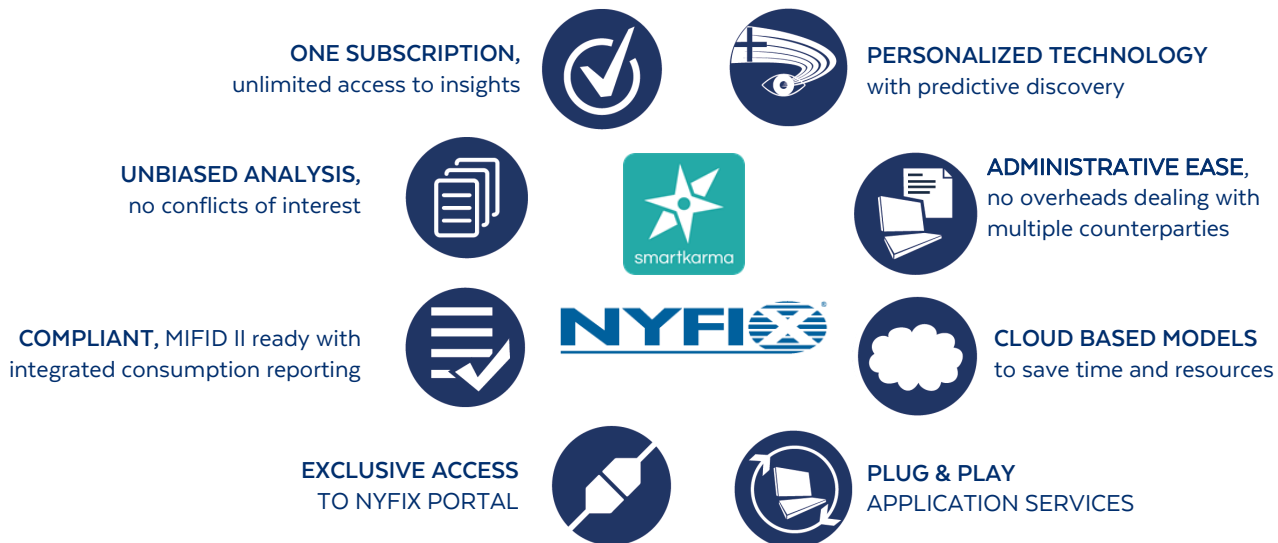 ONE SUBSCRIPTION,
unlimited access to insights
PERSONALIZED TECHNOLOGY
with predictive discovery
UNBIASED ANALYSIS,
no conflicts of interest
smartkarma
ADMINISTRATIVE EASE,
no overheads dealing with
multiple counterparties
COMPLIANT, MIFID II ready with
integrated consumption reporting
NYFIX®
CLOUD BASED MODELS
to save time and resources
EXCLUSIVE ACCESS
TO NYFIX PORTAL
PLUG & PLAY
APPLICATION SERVICES